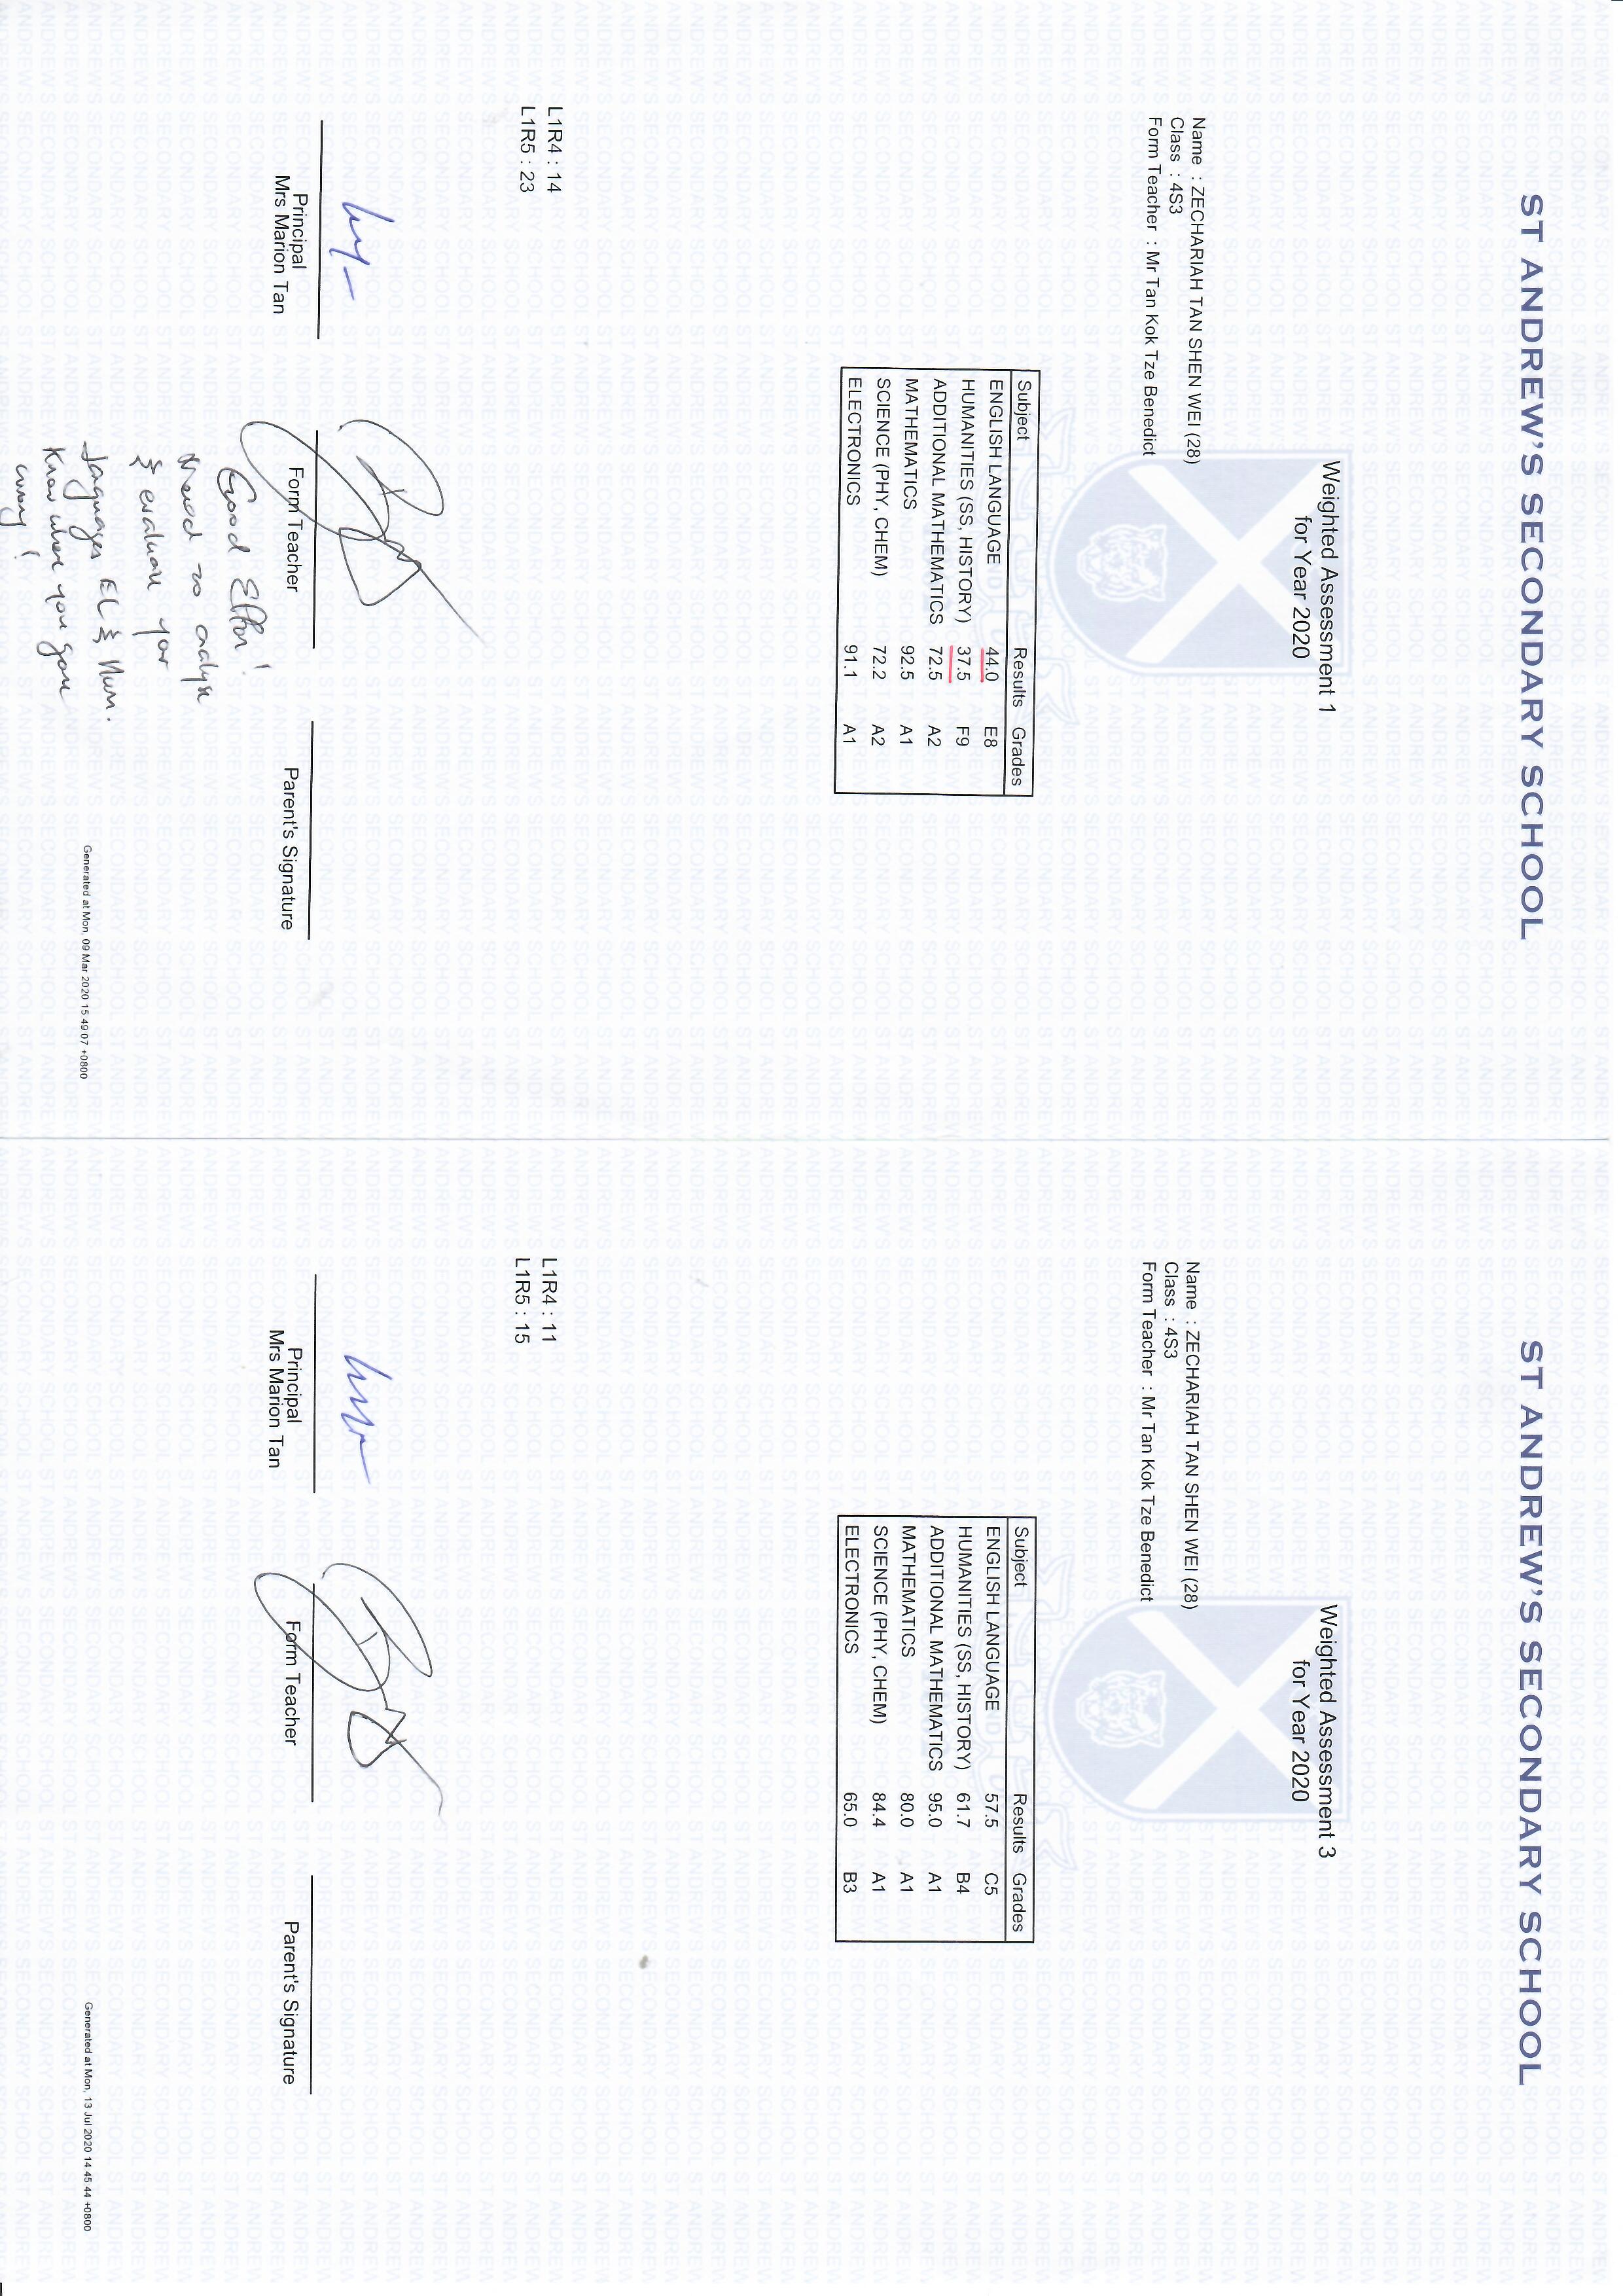 ST ANDREW'S SECONDARY SCHOOL
Weighted Assessment 1
for Year 2020
Name : ZECHARIAH TAN SHEN WEI (28)
Class : 4S3
Form Teacher : Mr Tan Kok Tze Benedict
Subject Results Grades
ENGLISH LANGUAGE 44.0 E8
HUMANITIES (SS, HISTORY) 37.5 F9
ADDITIONAL MATHEMATICS 72.5 A2
MATHEMATICS 92.5 A1
SCIENCE (PHY, CHEM) 72.2 A2
ELECTRONICS 91.1 A1
L1R4 : 14
L1R5 : 23
Principal
Mrs Marion Tan
Form Teacher
Parent's Signature
Good Effort!
Need to analyse
& evaluate your
Languages EL & Hum.
Know where you gone
wrong!
Generated at Mon, 09 Mar 2020 15:49:07 +0800
ST ANDREW'S SECONDARY SCHOOL
Weighted Assessment 3
for Year 2020
Name : ZECHARIAH TAN SHEN WEI (28)
Class : 4S3
Form Teacher : Mr Tan Kok Tze Benedict
Subject Results Grades
ENGLISH LANGUAGE 57.5 C5
HUMANITIES (SS, HISTORY) 61.7 B4
ADDITIONAL MATHEMATICS 95.0 A1
MATHEMATICS 80.0 A1
SCIENCE (PHY, CHEM) 84.4 A1
ELECTRONICS 65.0 B3
L1R4 : 11
L1R5 : 15
Principal
Mrs Marion Tan
Form Teacher
Parent's Signature
Generated at Mon, 13 Jul 2020 14:45:44 +0800